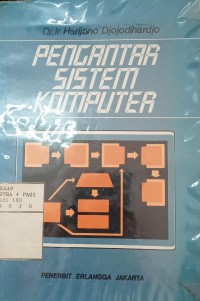 Dr.Ir. Harijono Djojodihardjo
PENGANTAR
SISTEM
KOMPUTER
PENERBIT ERLANGGA JAKARTA